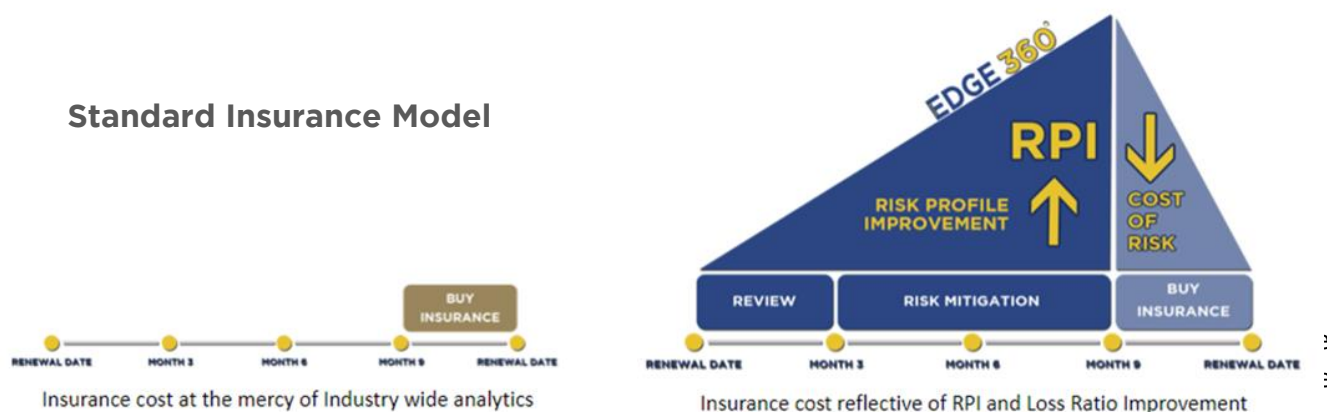 Standard Insurance Model
BUY
INSURANCE
RENEWAL DATE MONTH 3 MONTH 6 MONTH 9 RENEWAL DATE
Insurance cost at the mercy of Industry wide analytics
EDGE 360°
RPI
RISK PROFILE
IMPROVEMENT
COST
OF
RISK
REVIEW
RISK MITIGATION
BUY
INSURANCE
RENEWAL DATE MONTH 3 MONTH 6 MONTH 9 RENEWAL DATE
Insurance cost reflective of RPI and Loss Ratio Improvement